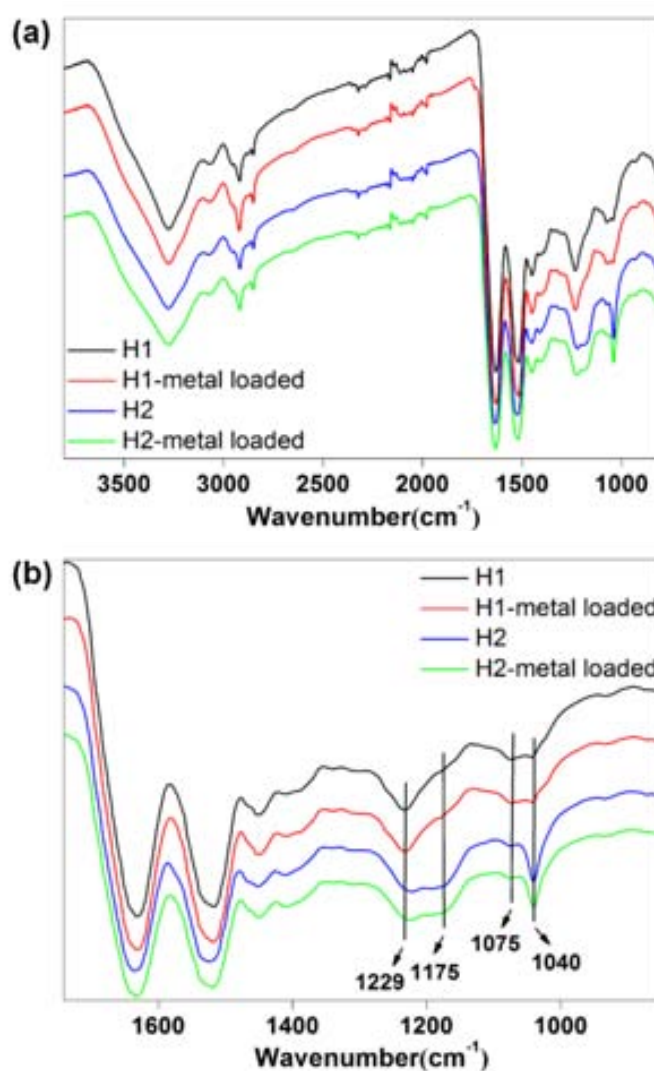 (a)
H1
H1-metal loaded
H2
H2-metal loaded
3500 3000 2500 2000 1500 1000
Wavenumber(cm⁻¹)
(b)
H1
H1-metal loaded
H2
H2-metal loaded
1229 1175 1075 1040
1600 1400 1200 1000
Wavenumber(cm⁻¹)